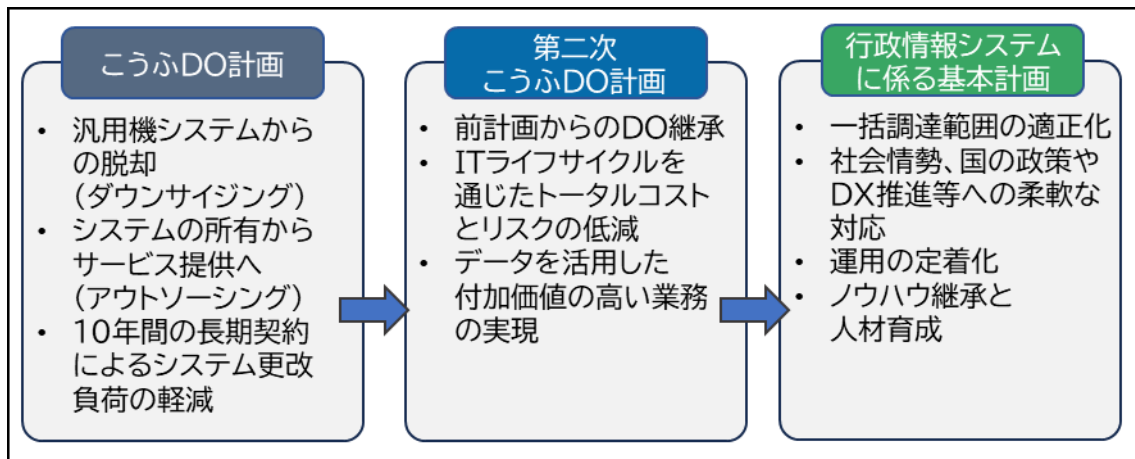 こうふDO計画
• 汎用機システムから
の脱却
(ダウンサイジング)
• システムの所有から
サービス提供へ
(アウトソーシング)
• 10年間の長期契約
によるシステム更改
負荷の軽減
第二次
こうふDO計画
• 前計画からのDO継承
• ITライフサイクルを
通じたトータルコスト
とリスクの低減
• データを活用した
付加価値の高い業務
の実現
行政情報システム
に係る基本計画
• 一括調達範囲の適正化
• 社会情勢、国の政策や
DX推進等への柔軟な
対応
• 運用の定着化
• ノウハウ継承と
人材育成